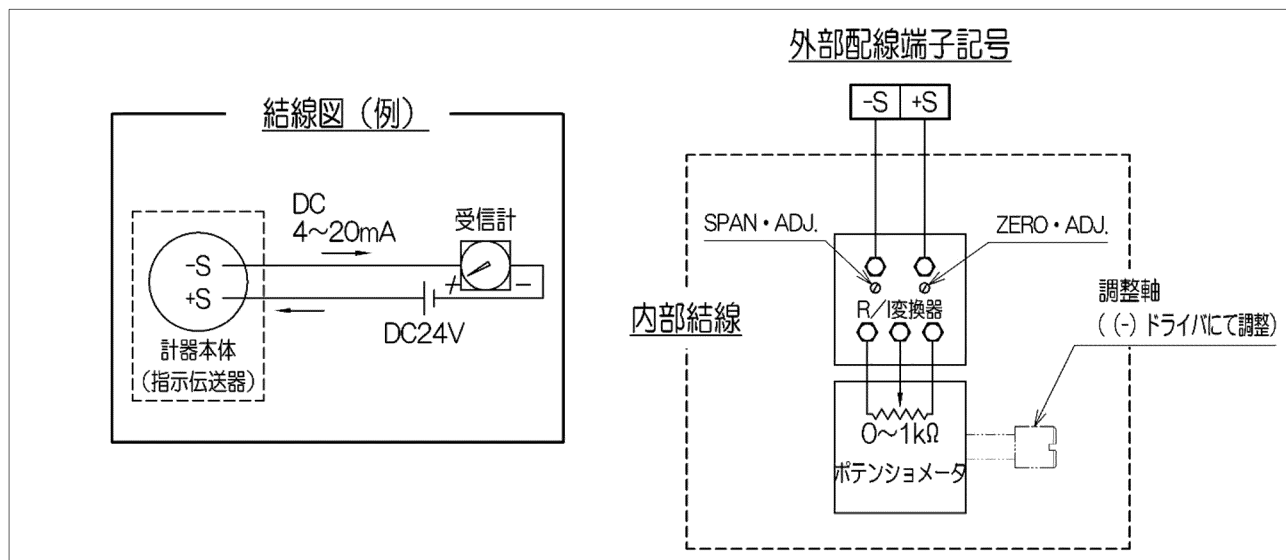 結線図（例）
DC
4～20mA
受信計
-S
+S
+
-
DC24V
計器本体
（指示伝送器）
外部配線端子記号
-S +S
SPAN・ADJ.
ZERO・ADJ.
R／I変換器
内部結線
調整軸
（ (-) ドライバにて調整）
0～1kΩ
ポテンショメータ